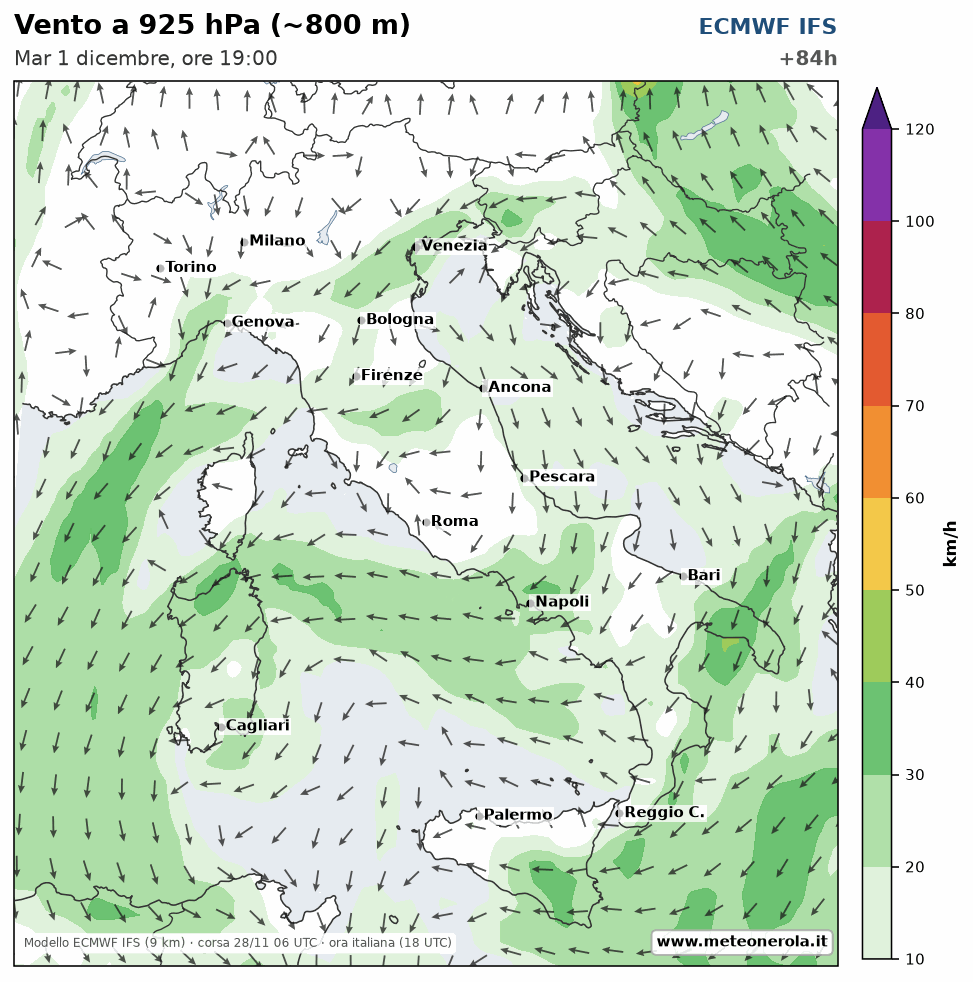 Vento a 925 hPa (~800 m)
ECMWF IFS
Mar 1 dicembre, ore 19:00
+84h
Milano
Venezia
Torino
Genova
Bologna
Firenze
Ancona
Pescara
Roma
Bari
Napoli
Cagliari
Palermo
Reggio C.
120
100
80
70
60
50
40
30
20
10
km/h
Modello ECMWF IFS (9 km) · corsa 28/11 06 UTC · ora italiana (18 UTC)
www.meteonerola.it